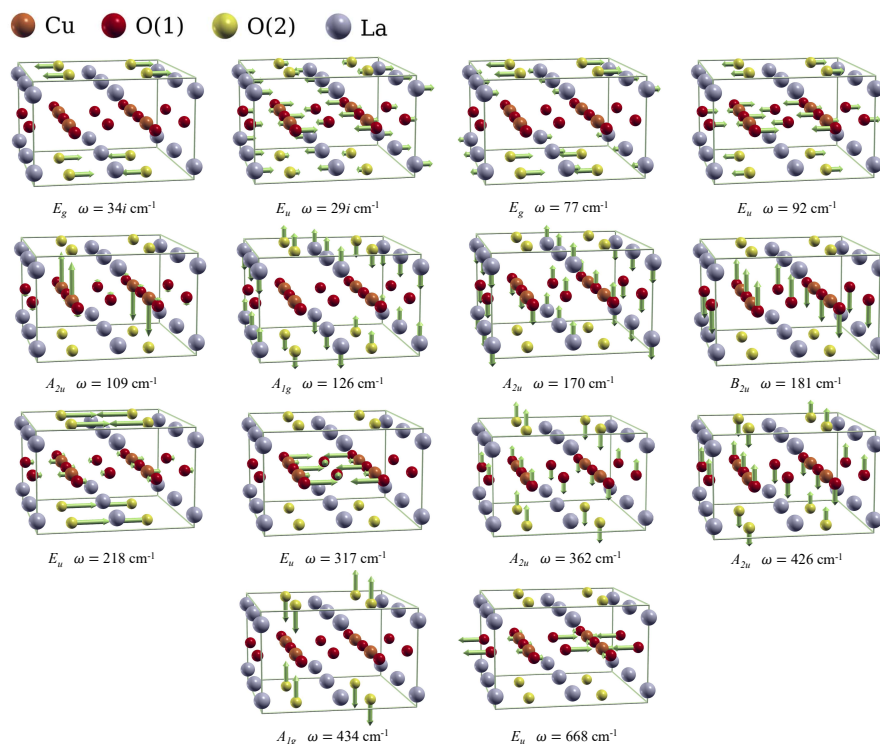 Cu O(1) O(2) La
E_g ω = 34i cm⁻¹
E_u ω = 29i cm⁻¹
E_g ω = 77 cm⁻¹
E_u ω = 92 cm⁻¹
A_2u ω = 109 cm⁻¹
A_1g ω = 126 cm⁻¹
A_2u ω = 170 cm⁻¹
B_2u ω = 181 cm⁻¹
E_u ω = 218 cm⁻¹
E_u ω = 317 cm⁻¹
A_2u ω = 362 cm⁻¹
A_2u ω = 426 cm⁻¹
A_1g ω = 434 cm⁻¹
E_u ω = 668 cm⁻¹